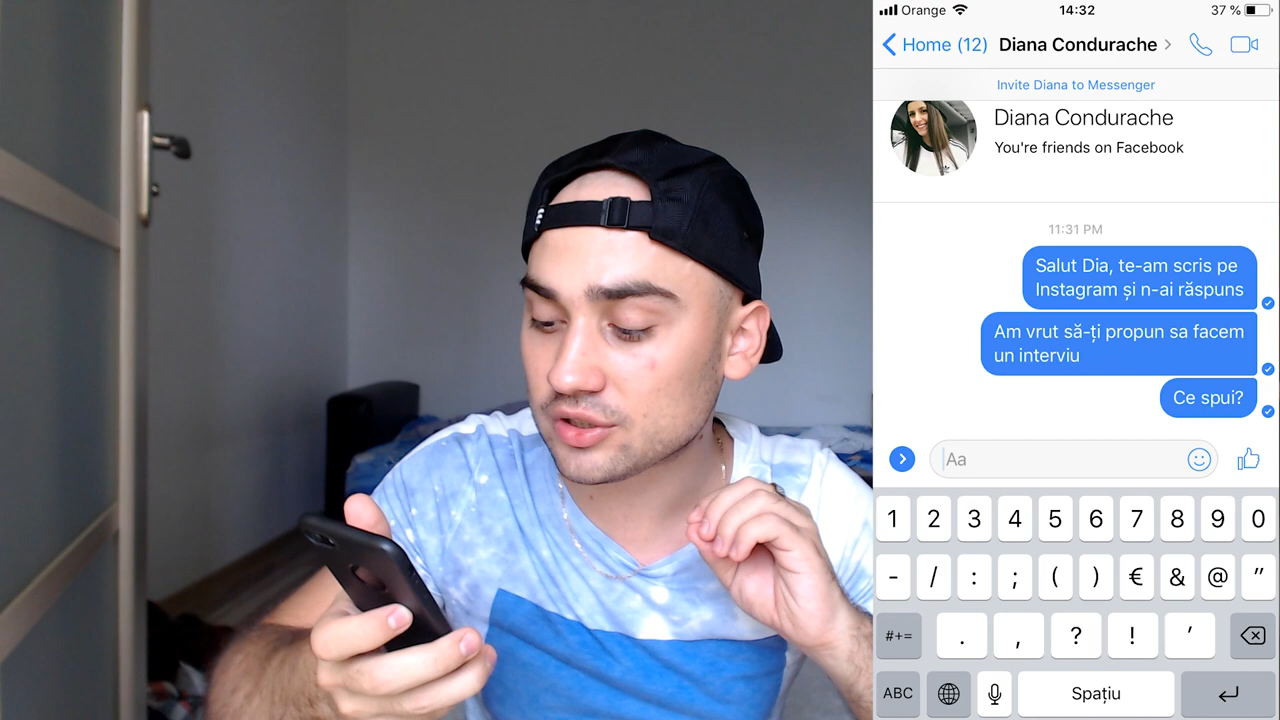 Orange
14:32
37 %
Home (12)
Diana Condurache
Invite Diana to Messenger
Diana Condurache
You're friends on Facebook
11:31 PM
Salut Dia, te-am scris pe
Instagram și n-ai răspuns
Am vrut să-ți propun sa facem
un interviu
Ce spui?
Aa
1 2 3 4 5 6 7 8 9 0
- / : ; ( ) € & @ "
#+= . , ? ! '
ABC Spațiu